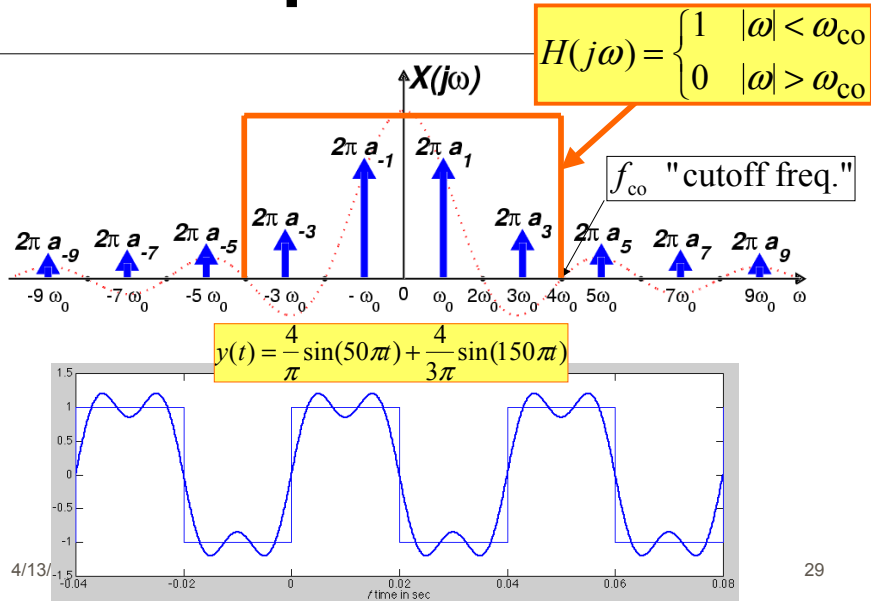 H(jω) = { 1 |ω| < ω_co
0 |ω| > ω_co
X(jω)
f_co "cutoff freq."
2π a_-9 2π a_-7 2π a_-5 2π a_-3 2π a_-1 2π a_1 2π a_3 2π a_5 2π a_7 2π a_9
-9 ω_0 -7 ω_0 -5 ω_0 -3 ω_0 - ω_0 0 ω_0 2ω_0 3ω_0 4ω_0 5ω_0 7ω_0 9ω_0 ω
y(t) = 4/π sin(50πt) + 4/3π sin(150πt)
1.5
1
0.5
0
-0.5
-1
-1.5
-0.04 -0.02 0 0.02 0.04 0.06 0.08
t time in sec
4/13/
29